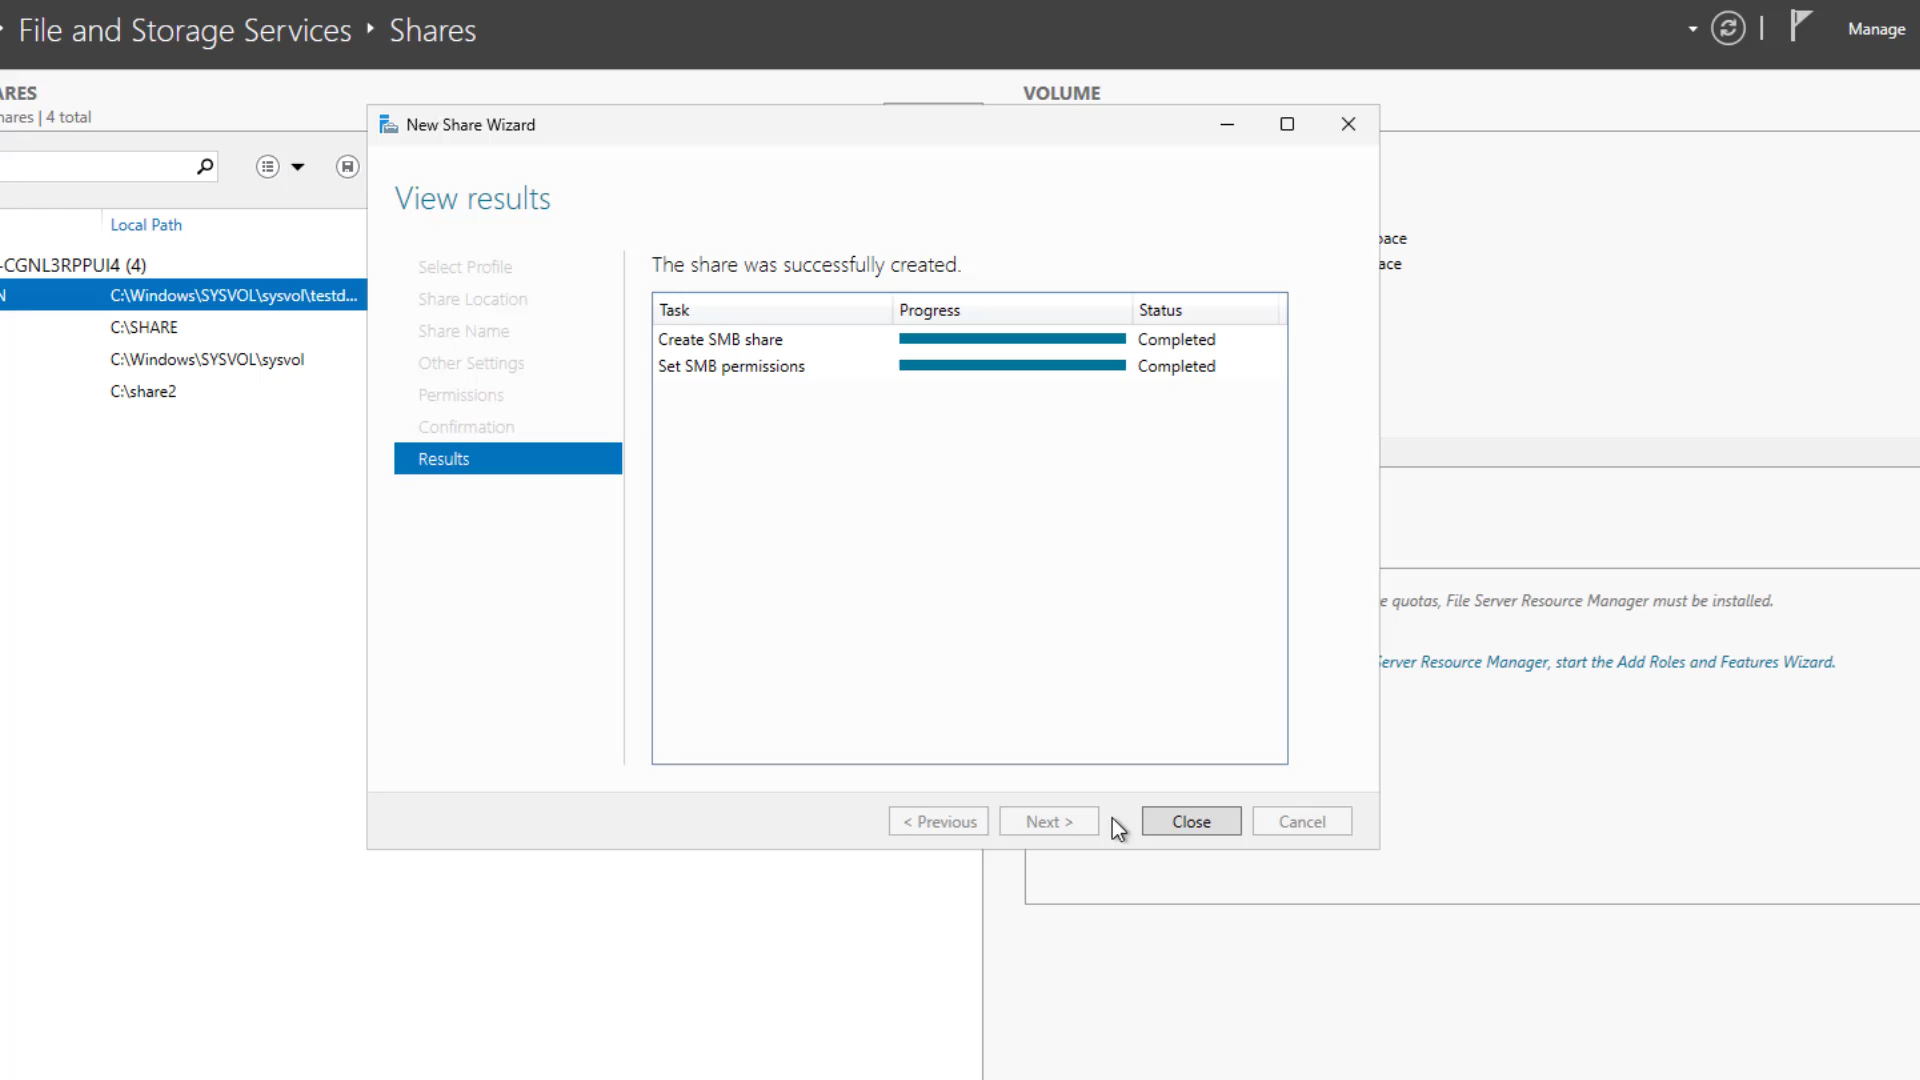 File and Storage Services ‣ Shares
Manage
ARES
hares | 4 total
VOLUME
New Share Wizard
View results
Local Path
-CGNL3RPPUI4 (4)
N C:\Windows\SYSVOL\sysvol\testd...
C:\SHARE
C:\Windows\SYSVOL\sysvol
C:\share2
Select Profile
Share Location
Share Name
Other Settings
Permissions
Confirmation
Results
The share was successfully created.
Task Progress Status
Create SMB share Completed
Set SMB permissions Completed
pace
ace
e quotas, File Server Resource Manager must be installed.
Server Resource Manager, start the Add Roles and Features Wizard.
< Previous Next > Close Cancel